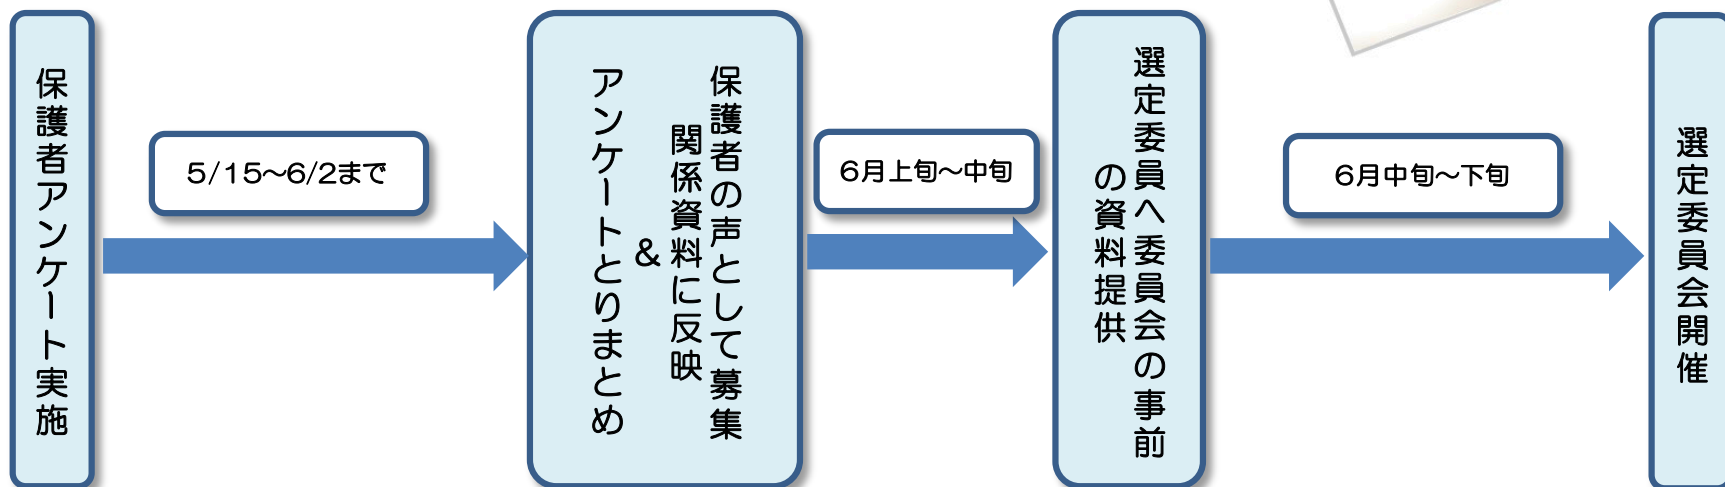 保護者アンケート実施
5/15～6/2まで
保護者の声として募集
関係資料に反映
&
アンケートとりまとめ
6月上旬～中旬
選定委員へ委員会の事前
の資料提供
6月中旬～下旬
選定委員会開催